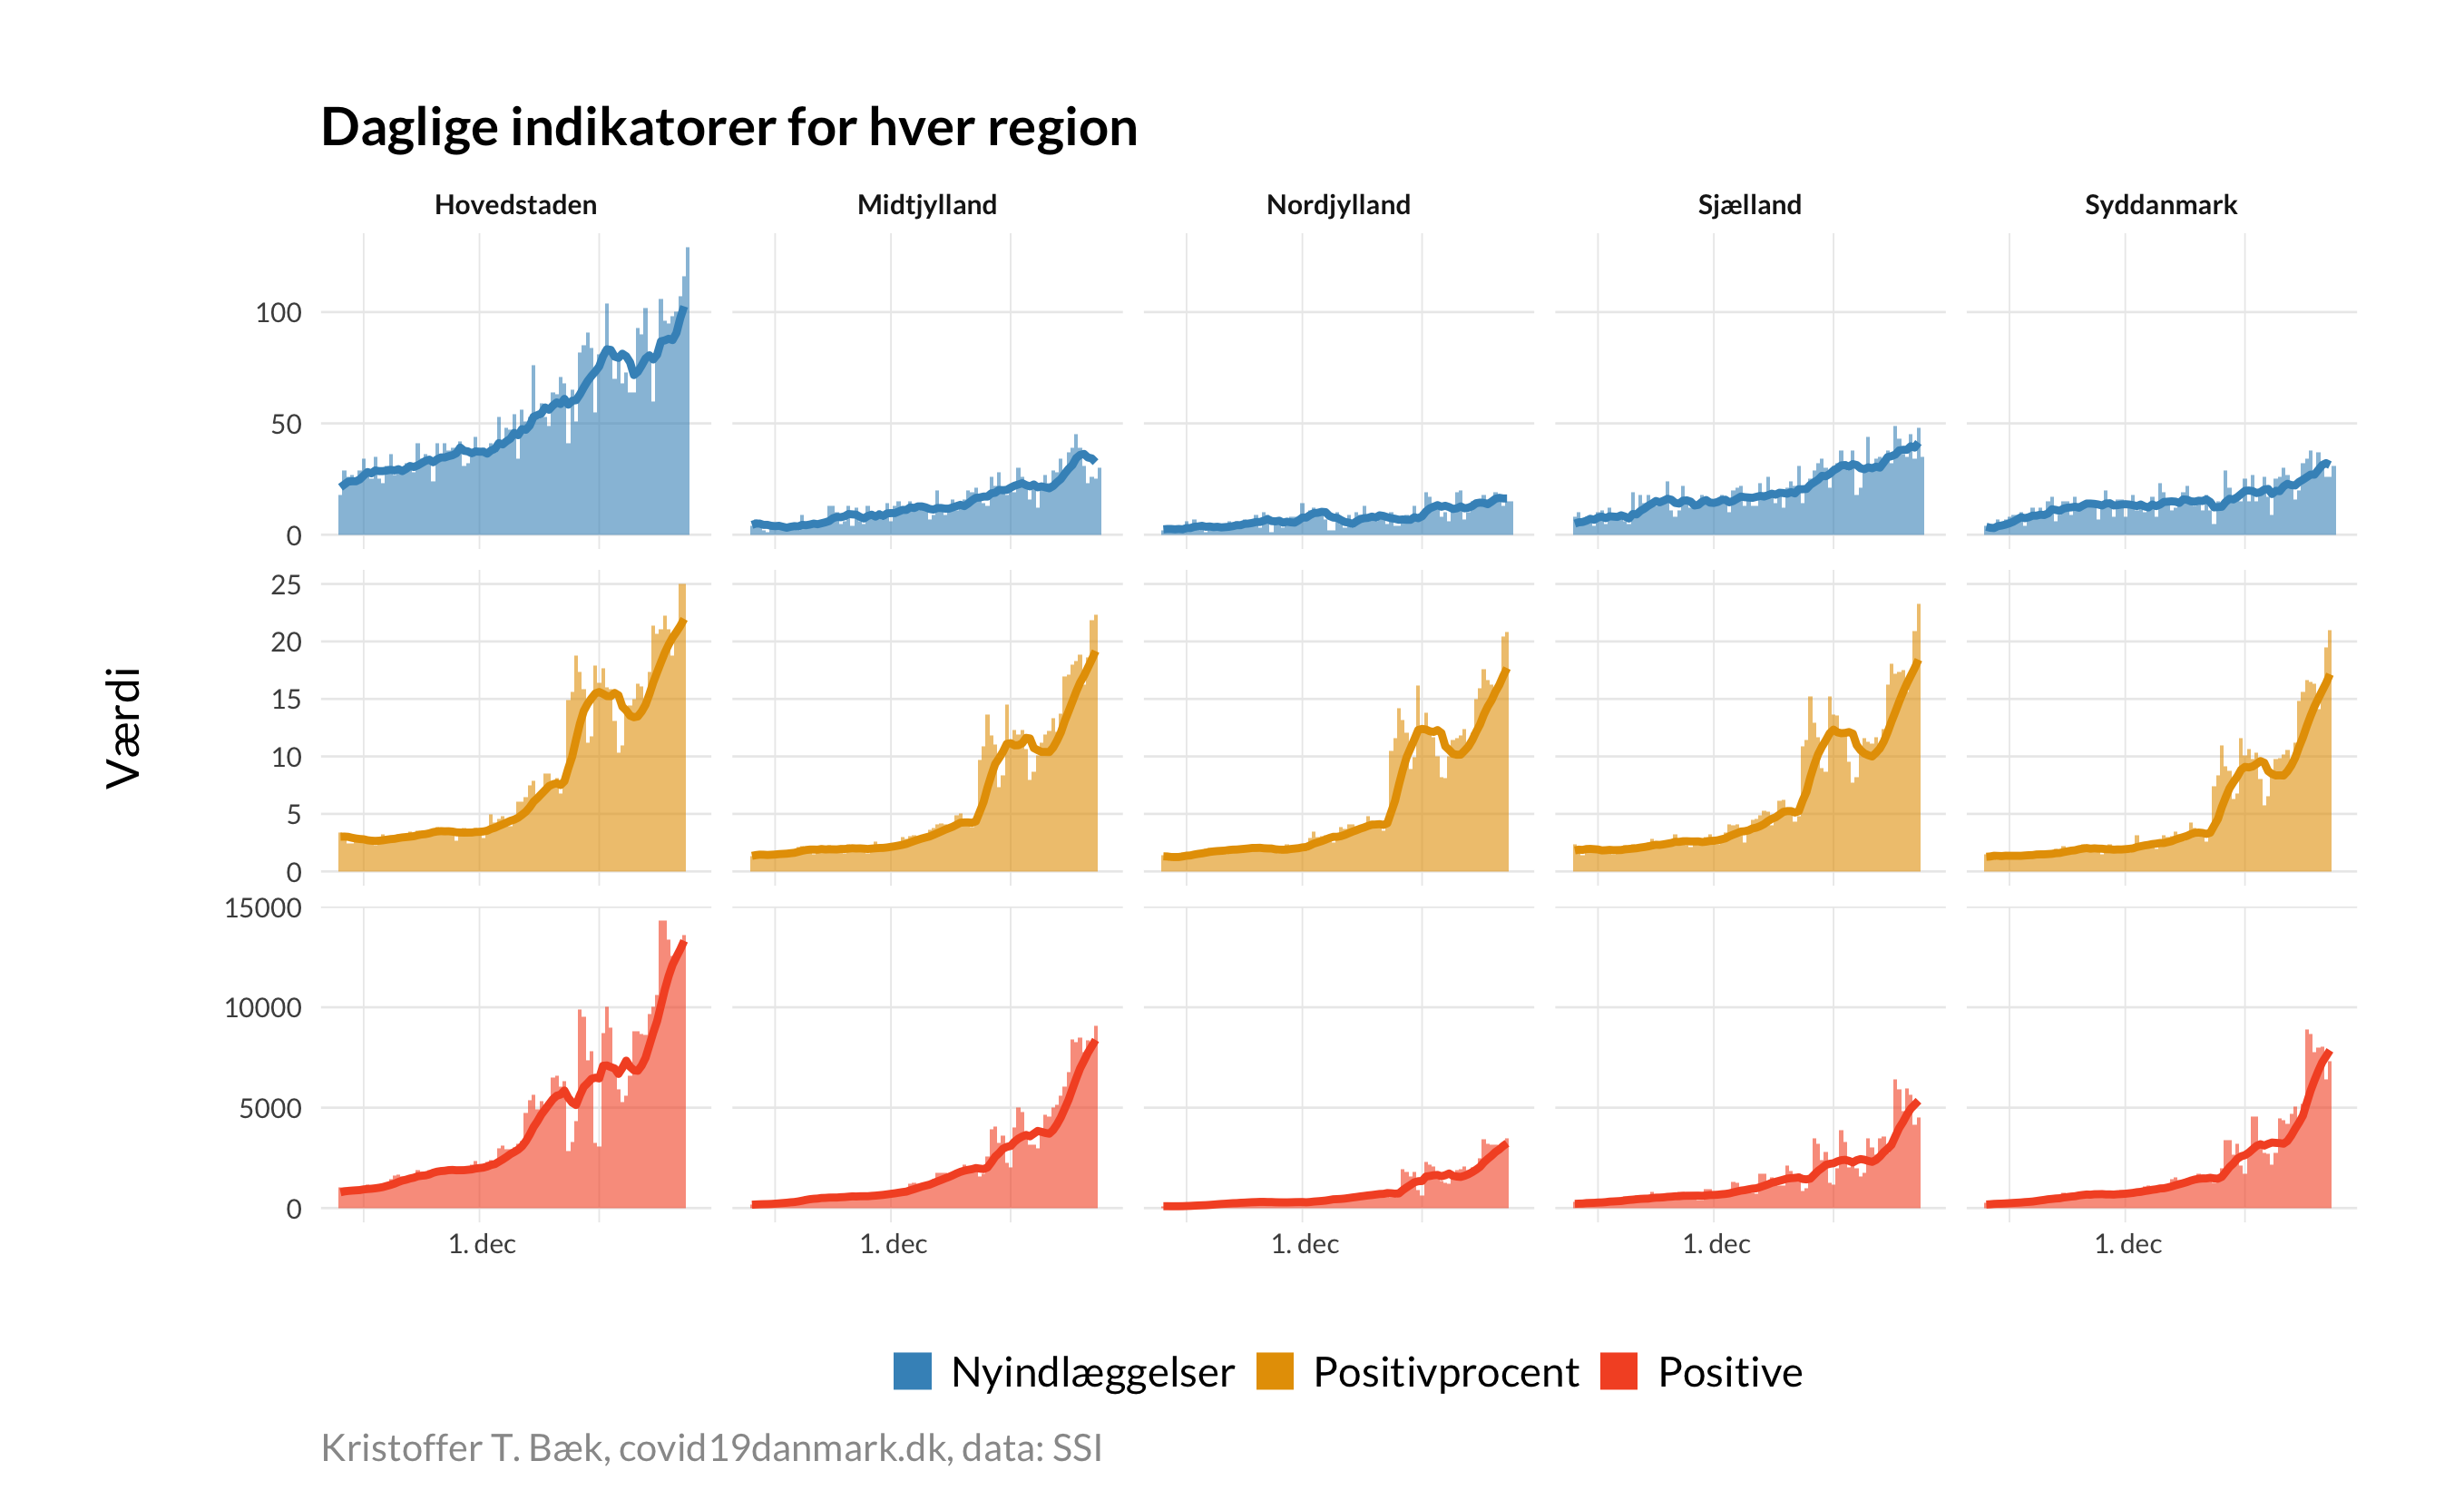 Daglige indikatorer for hver region
Hovedstaden Midtjylland Nordjylland Sjælland Syddanmark
100
50
0
25
20
15
10
5
0
15000
10000
5000
0
Værdi
1. dec 1. dec 1. dec 1. dec 1. dec
Nyindlæggelser Positivprocent Positive
Kristoffer T. Bæk, covid19danmark.dk, data: SSI